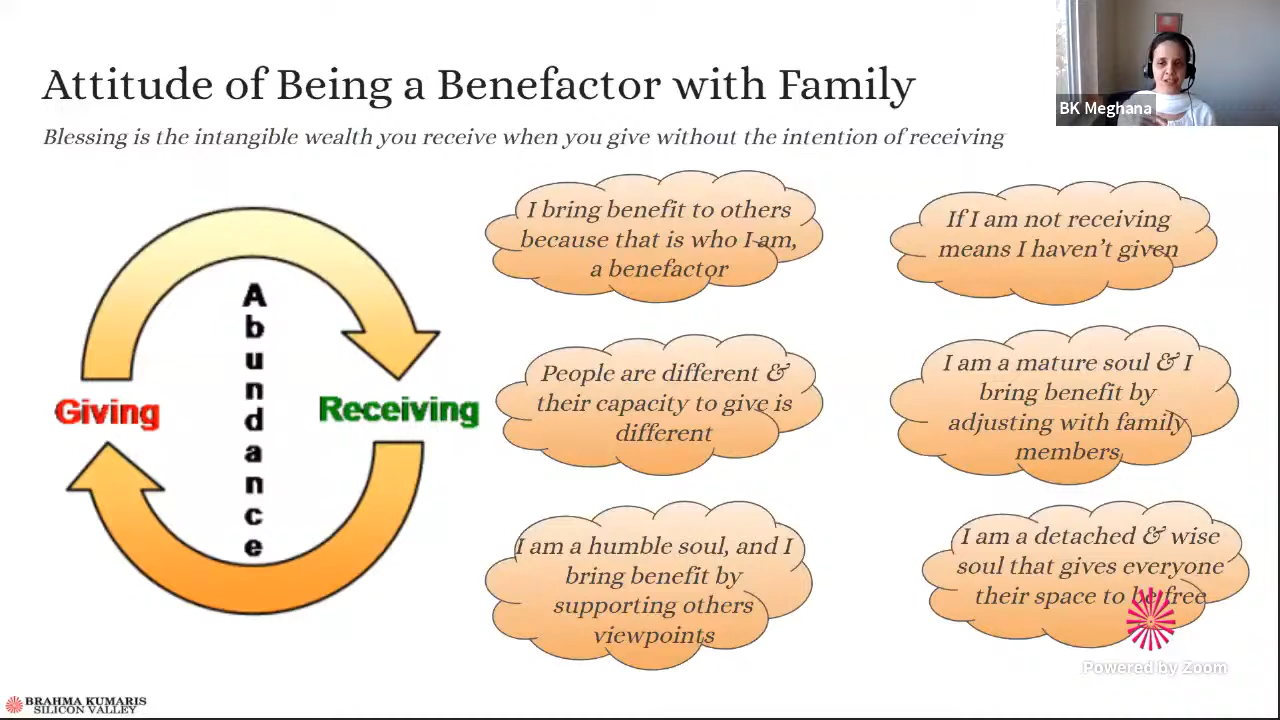 Attitude of Being a Benefactor with Family
Blessing is the intangible wealth you receive when you give without the intention of receiving
BK Meghana
Giving
Abundance
Receiving
I bring benefit to others
because that is who I am,
a benefactor
If I am not receiving
means I haven't given
People are different &
their capacity to give is
different
I am a mature soul & I
bring benefit by
adjusting with family
members
I am a humble soul, and I
bring benefit by
supporting others
viewpoints
I am a detached & wise
soul that gives everyone
their space to be free
Powered by Zoom
BRAHMA KUMARIS
SILICON VALLEY